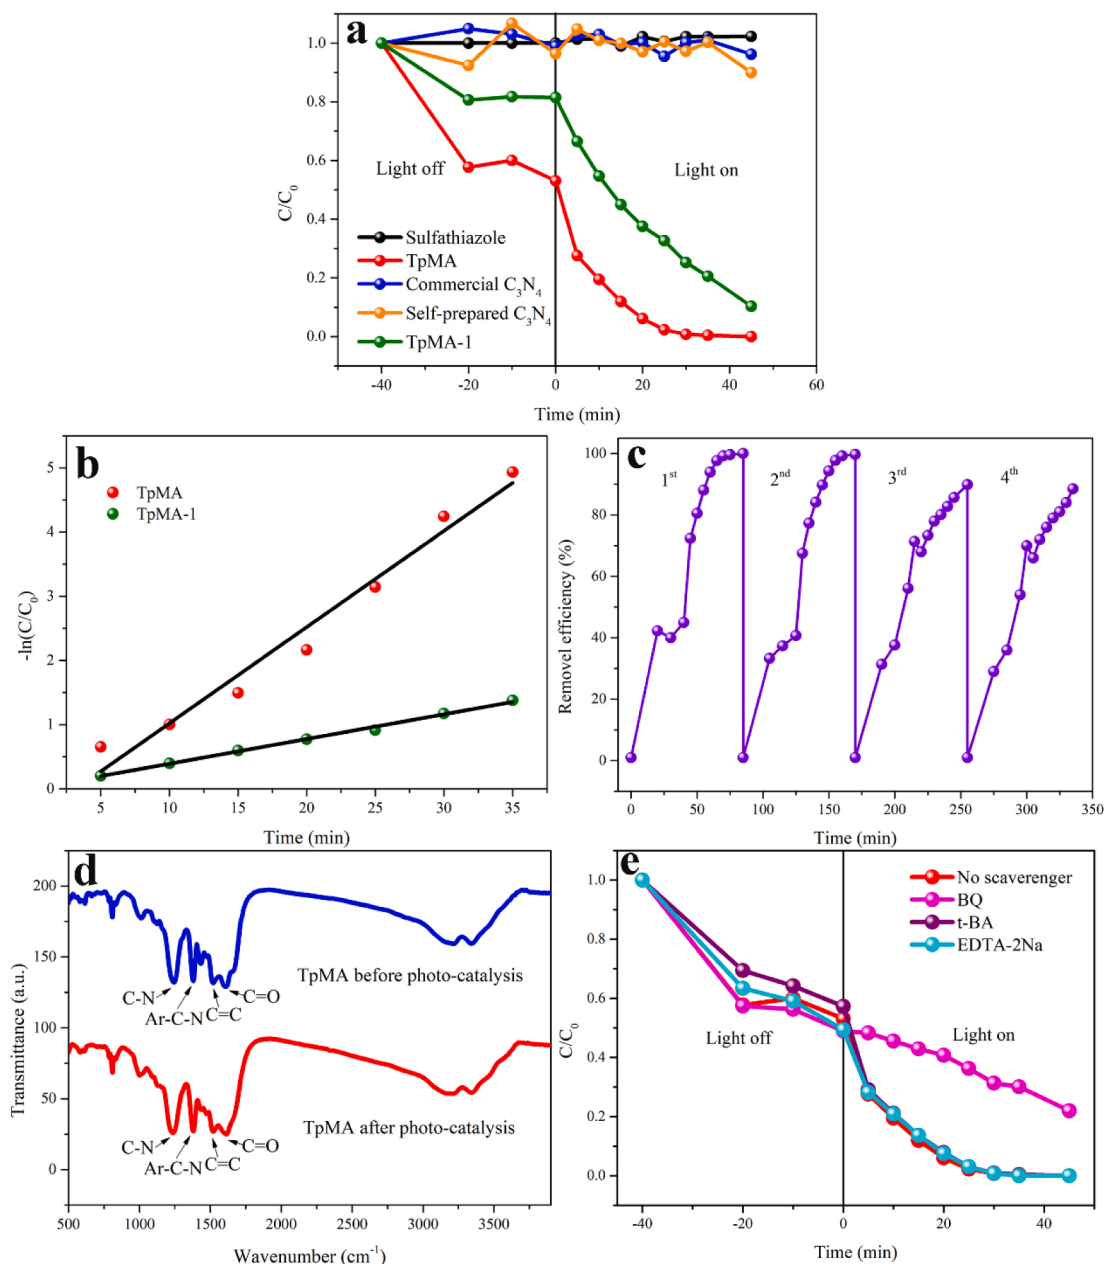 a
1.0
0.8
0.6
0.4
0.2
0.0
C/C₀
Light off
Light on
Sulfathiazole
TpMA
Commercial C₃N₄
Self-prepared C₃N₄
TpMA-1
-40
-20
0
20
40
60
Time (min)
b
5
4
3
2
1
0
-ln(C/C₀)
TpMA
TpMA-1
5
10
15
20
25
30
35
Time (min)
c
100
80
60
40
20
0
Removel efficiency (%)
1ˢᵗ
2ⁿᵈ
3ʳᵈ
4ᵗʰ
0
50
100
150
200
250
300
350
Time (min)
d
200
150
100
50
0
Transmittance (a.u.)
TpMA before photo-catalysis
C-N
C=O
Ar-C-N
C=C
TpMA after photo-catalysis
C-N
C=O
Ar-C-N
C=C
500
1000
1500
2000
2500
3000
3500
Wavenumber (cm⁻¹)
e
1.0
0.8
0.6
0.4
0.2
0.0
C/C₀
No scaverenger
BQ
t-BA
EDTA-2Na
Light off
Light on
-40
-20
0
20
40
Time (min)